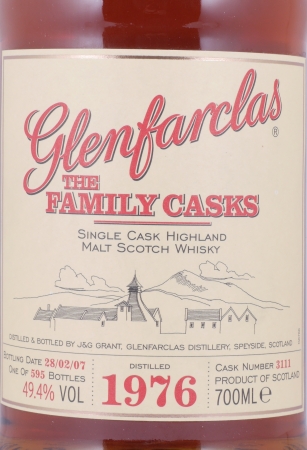 Glenfarclas®
THE
FAMILY CASKS
SINGLE CASK HIGHLAND
MALT SCOTCH WHISKY
DISTILLED & BOTTLED BY J&G GRANT, GLENFARCLAS DISTILLERY, SPEYSIDE, SCOTLAND
BOTTLING DATE 28/02/07
ONE OF 595 BOTTLES
49.4% VOL
DISTILLED
1976
CASK NUMBER 3111
PRODUCT OF SCOTLAND
700ML ℮